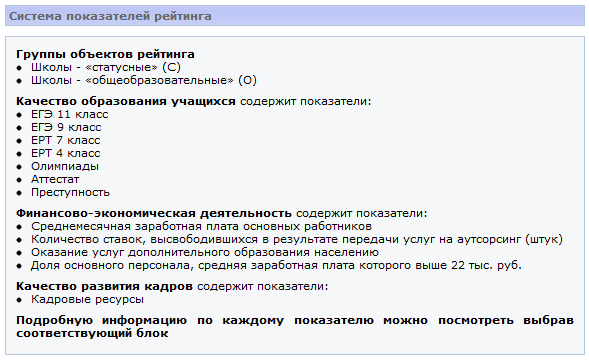 Система показателей рейтинга
Группы объектов рейтинга
Школы - «статусные» (С)
Школы - «общеобразовательные» (О)
Качество образования учащихся содержит показатели:
ЕГЭ 11 класс
ЕГЭ 9 класс
ЕРТ 7 класс
ЕРТ 4 класс
Олимпиады
Аттестат
Преступность
Финансово-экономическая деятельность содержит показатели:
Среднемесячная заработная плата основных работников
Количество ставок, высвободившихся в результате передачи услуг на аутсорсинг (штук)
Оказание услуг дополнительного образования населению
Доля основного персонала, средняя заработная плата которого выше 22 тыс. руб.
Качество развития кадров содержит показатели:
Кадровые ресурсы
Подробную информацию по каждому показателю можно посмотреть выбрав
соответствующий блок